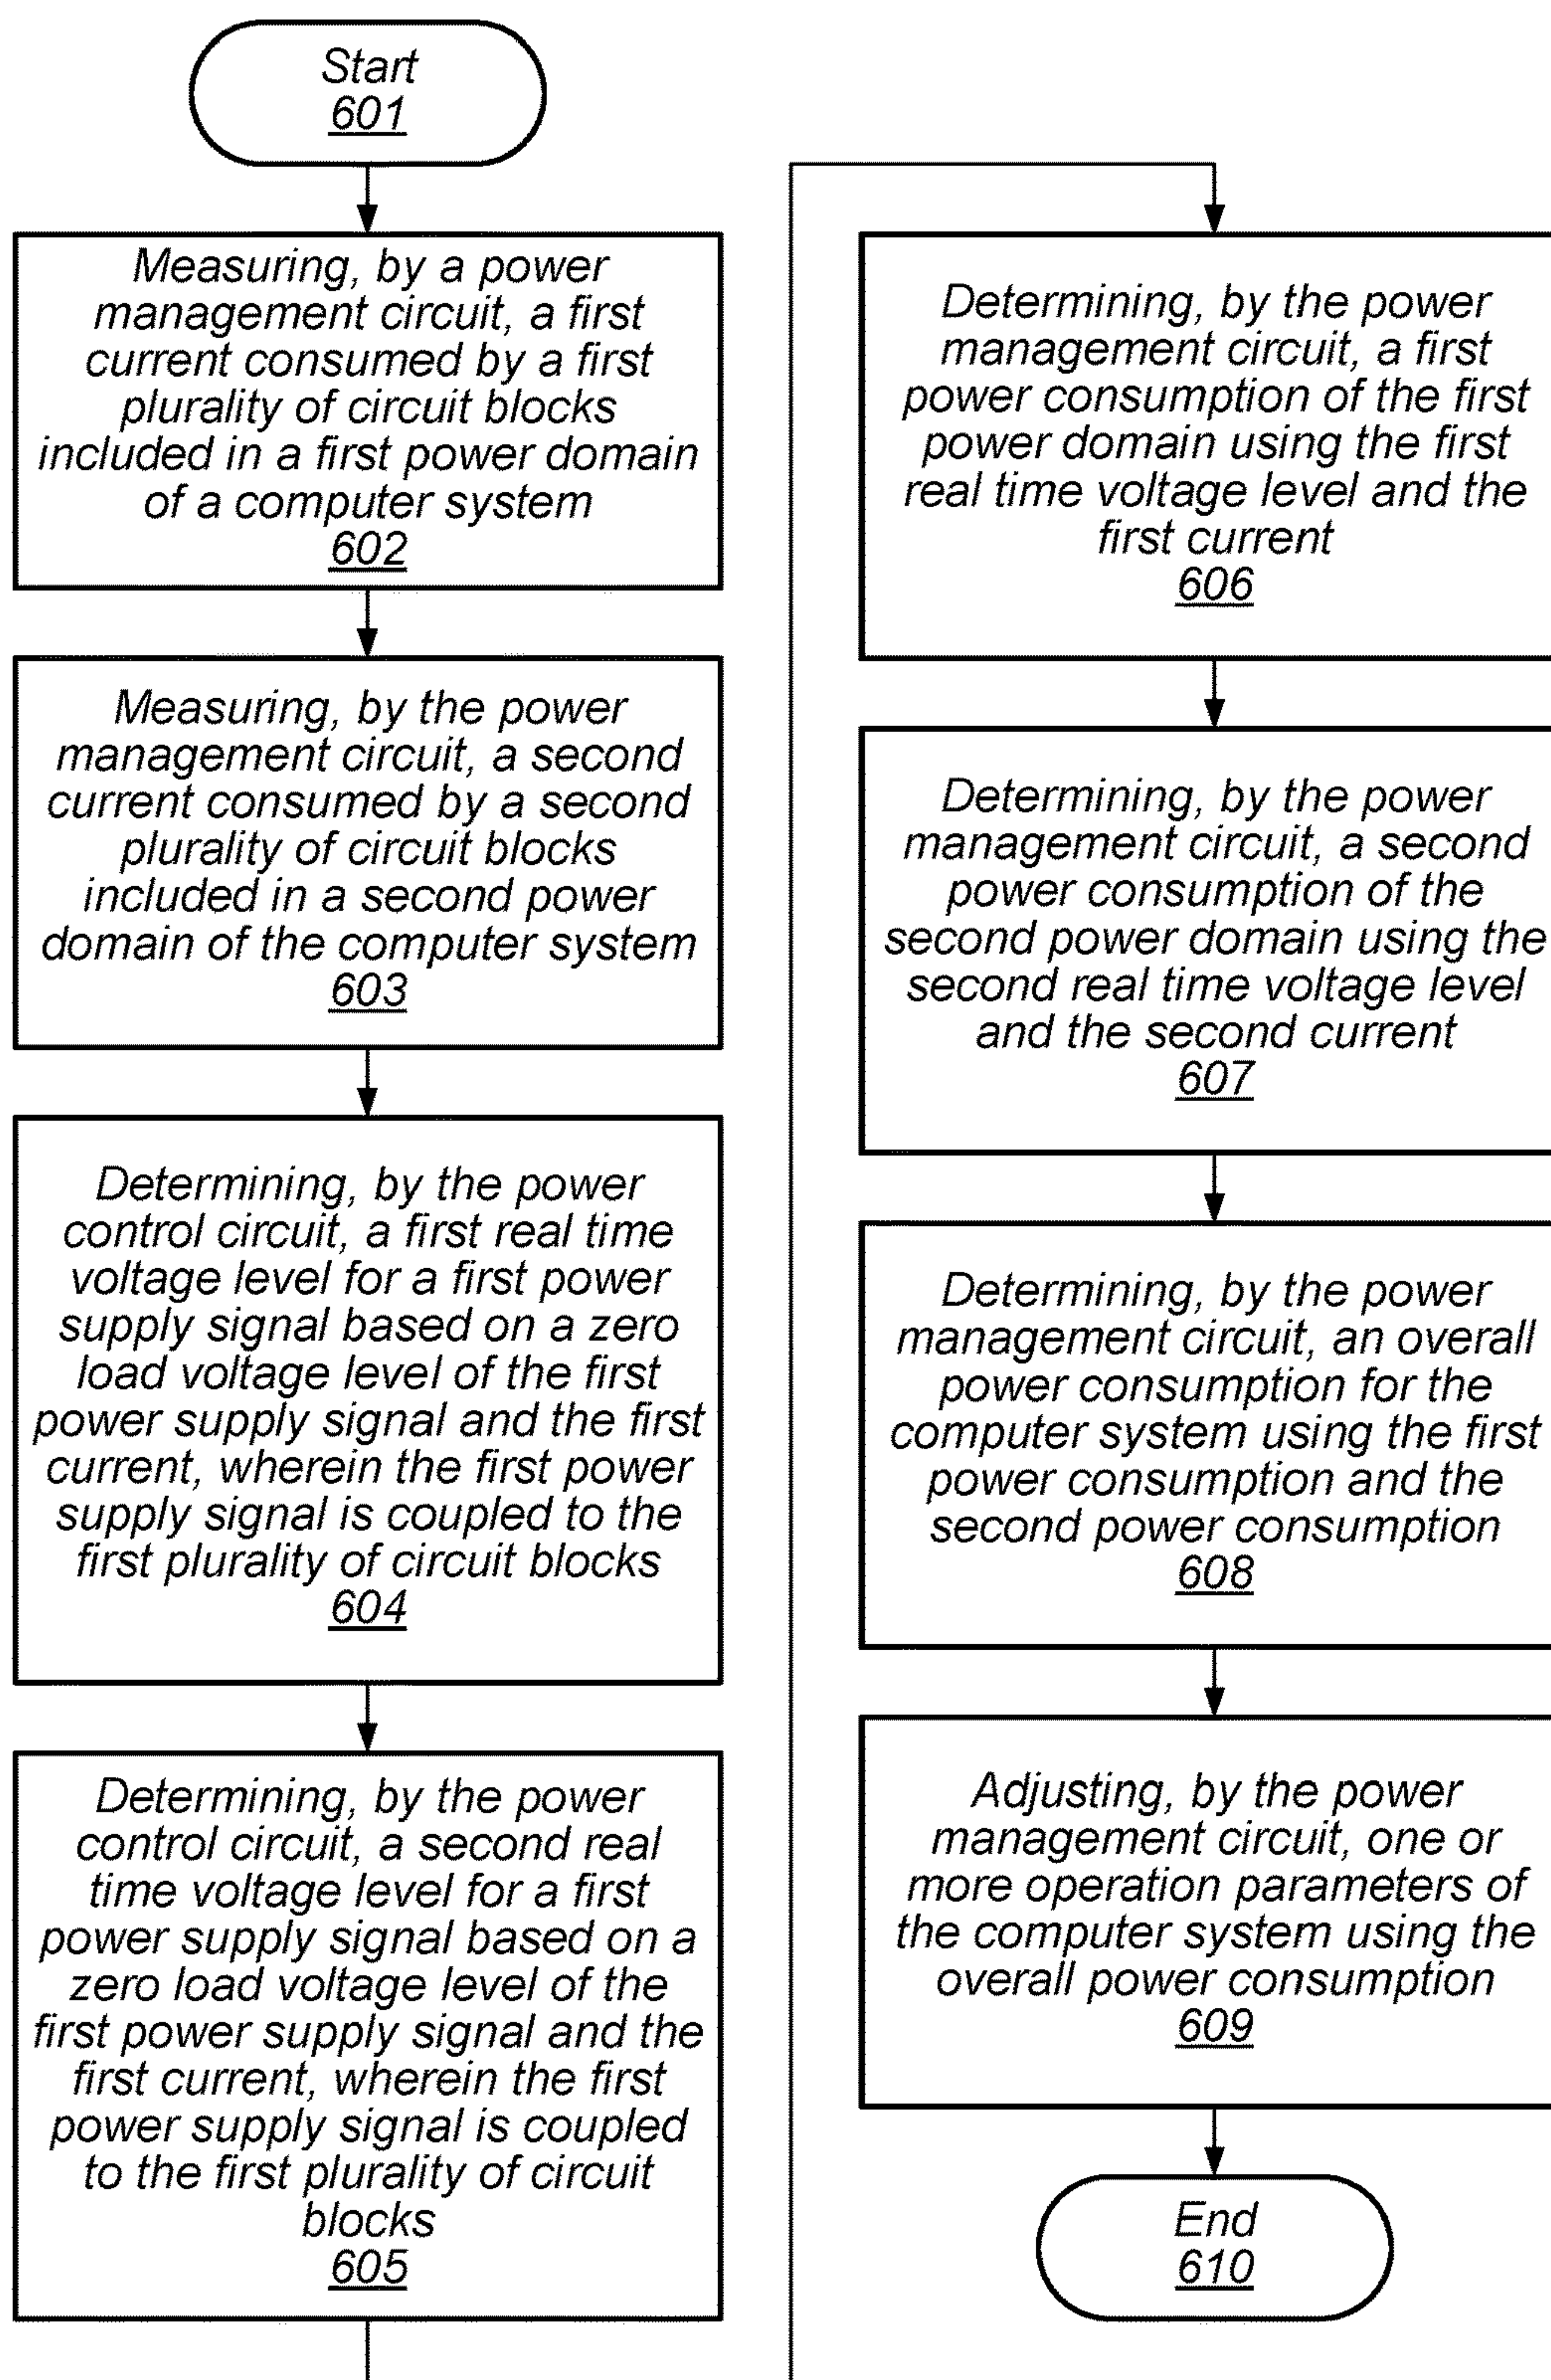 Start
601
Measuring, by a power
management circuit, a first
current consumed by a first
plurality of circuit blocks
included in a first power domain
of a computer system
602
Measuring, by the power
management circuit, a second
current consumed by a second
plurality of circuit blocks
included in a second power
domain of the computer system
603
Determining, by the power
control circuit, a first real time
voltage level for a first power
supply signal based on a zero
load voltage level of the first
power supply signal and the first
current, wherein the first power
supply signal is coupled to the
first plurality of circuit blocks
604
Determining, by the power
control circuit, a second real
time voltage level for a first
power supply signal based on a
zero load voltage level of the
first power supply signal and the
first current, wherein the first
power supply signal is coupled
to the first plurality of circuit
blocks
605
Determining, by the power
management circuit, a first
power consumption of the first
power domain using the first
real time voltage level and the
first current
606
Determining, by the power
management circuit, a second
power consumption of the
second power domain using the
second real time voltage level
and the second current
607
Determining, by the power
management circuit, an overall
power consumption for the
computer system using the first
power consumption and the
second power consumption
608
Adjusting, by the power
management circuit, one or
more operation parameters of
the computer system using the
overall power consumption
609
End
610